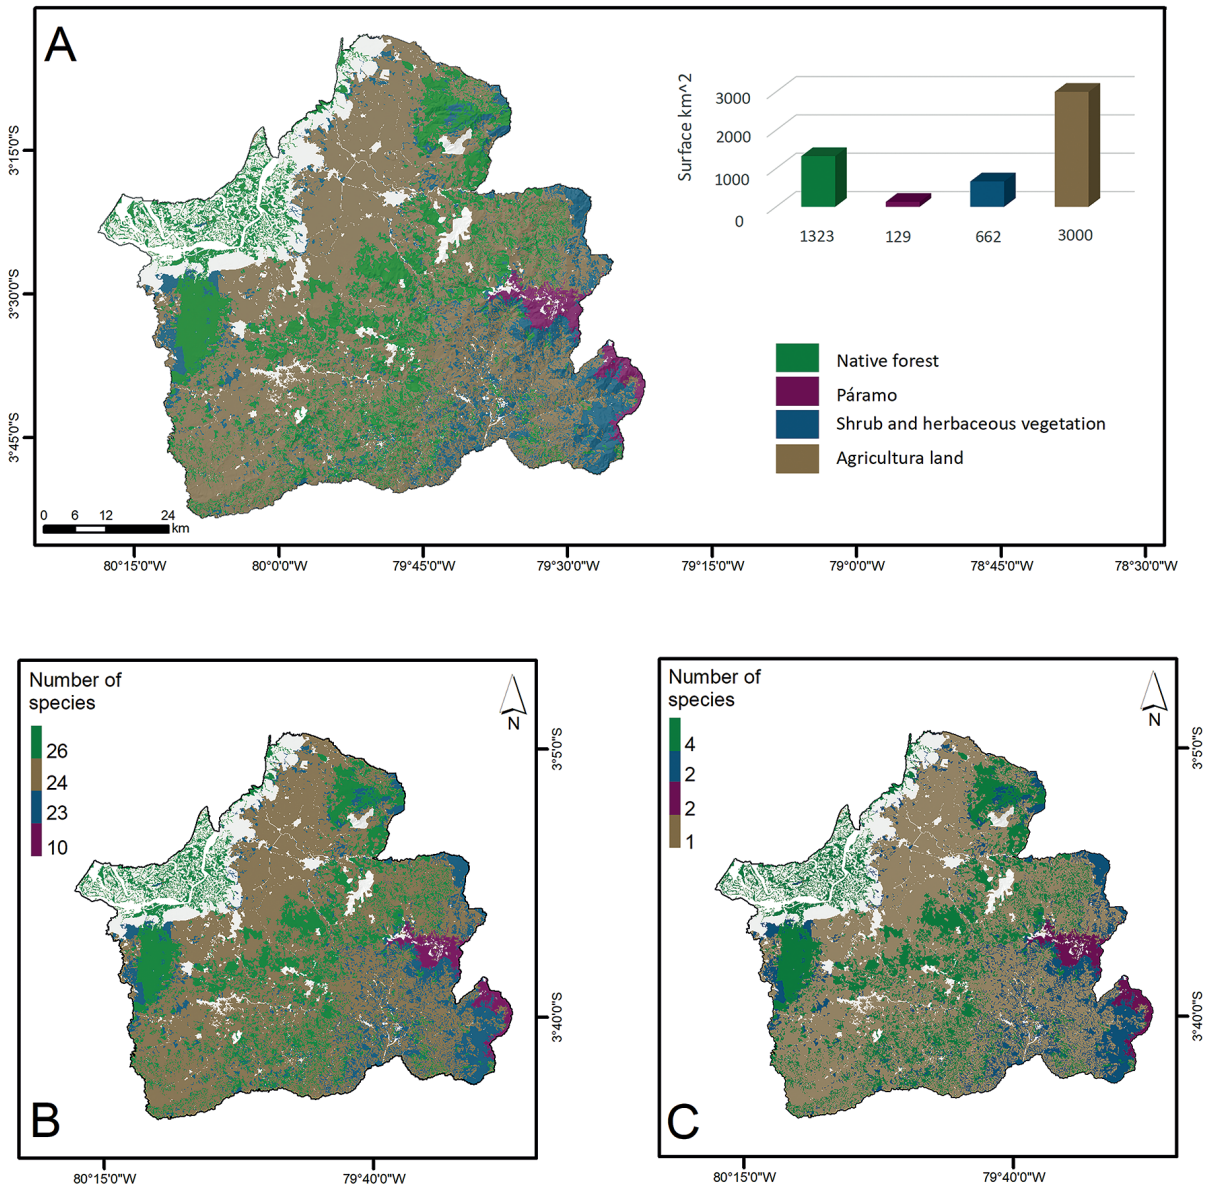 A
Surface km^2
3000
2000
1000
0
1323
129
662
3000
Native forest
Páramo
Shrub and herbaceous vegetation
Agricultura land
3°15'0"S
3°30'0"S
3°45'0"S
0 6 12 24
km
80°15'0"W 80°0'0"W 79°45'0"W 79°30'0"W 79°15'0"W 79°0'0"W 78°45'0"W 78°30'0"W
Number of
species
26
24
23
10
N
3°5'0"S
3°40'0"S
B
80°15'0"W 79°40'0"W
Number of
species
4
2
2
1
N
3°5'0"S
3°40'0"S
C
80°15'0"W 79°40'0"W